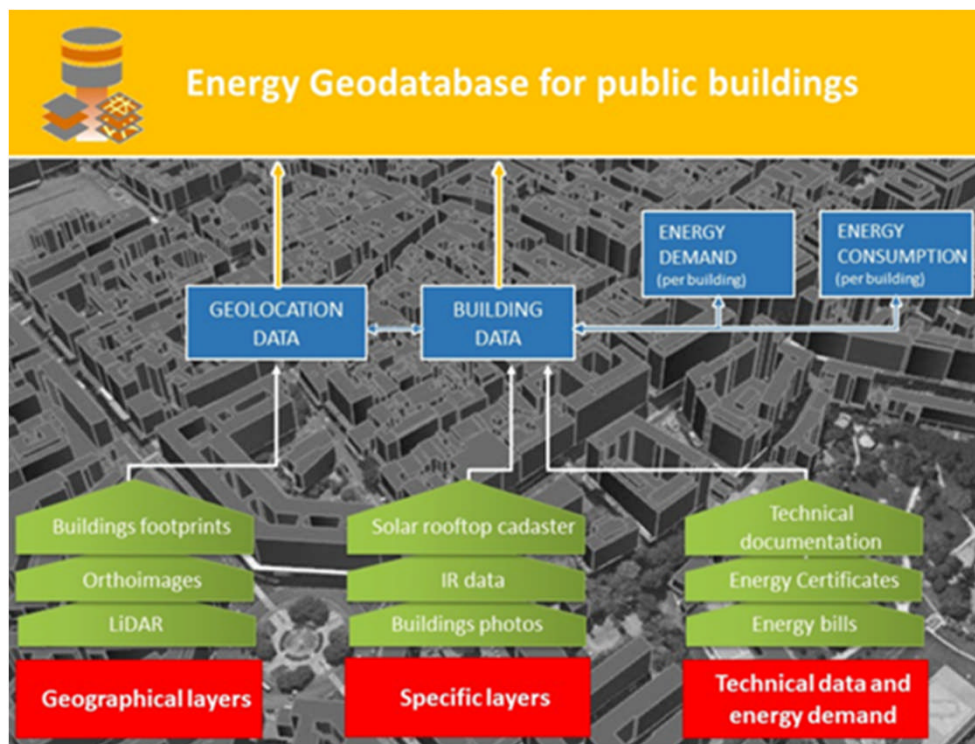 Energy Geodatabase for public buildings
ENERGY
DEMAND
(per building)
ENERGY
CONSUMPTION
(per building)
GEOLOCATION
DATA
BUILDING
DATA
Buildings footprints
Orthoimages
LiDAR
Geographical layers
Solar rooftop cadaster
IR data
Buildings photos
Specific layers
Technical
documentation
Energy Certificates
Energy bills
Technical data and
energy demand